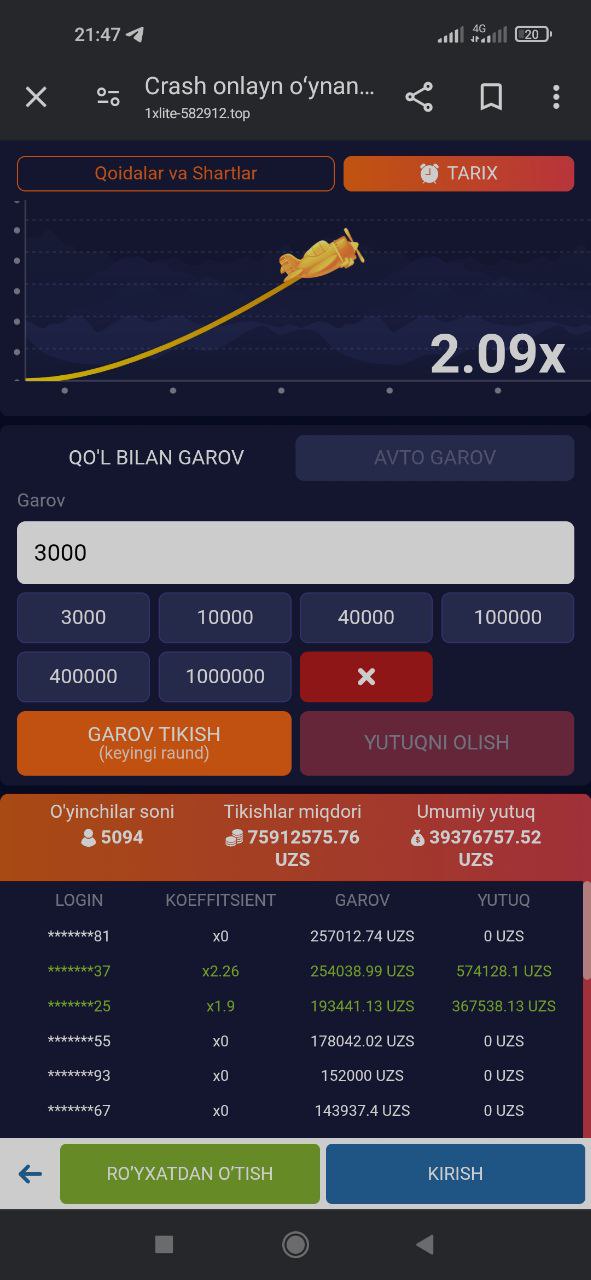 21:47
4G
20
Crash onlayn oʻynan...
1xlite-582912.top
Qoidalar va Shartlar
TARIX
2.09x
QO'L BILAN GAROV
AVTO GAROV
Garov
3000
3000 10000 40000 100000
400000 1000000
GAROV TIKISH
(keyingi raund)
YUTUQNI OLISH
O'yinchilar soni Tikishlar miqdori Umumiy yutuq
5094 75912575.76 39376757.52
UZS UZS
LOGIN KOEFFITSIENT GAROV YUTUQ
*******81 x0 257012.74 UZS 0 UZS
*******37 x2.26 254038.99 UZS 574128.1 UZS
*******25 x1.9 193441.13 UZS 367538.13 UZS
*******55 x0 178042.02 UZS 0 UZS
*******93 x0 152000 UZS 0 UZS
*******67 x0 143937.4 UZS 0 UZS
RO’YXATDAN O’TISH KIRISH